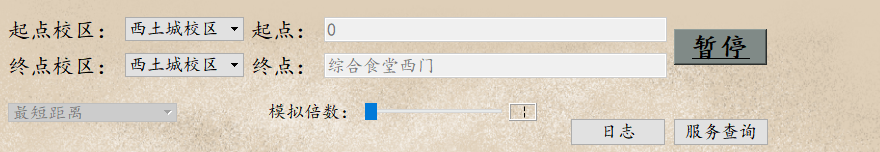 起点校区： 西土城校区 起点： 0
暂停
终点校区： 西土城校区 终点： 综合食堂西门
最短距离 模拟倍数：
日志 服务查询